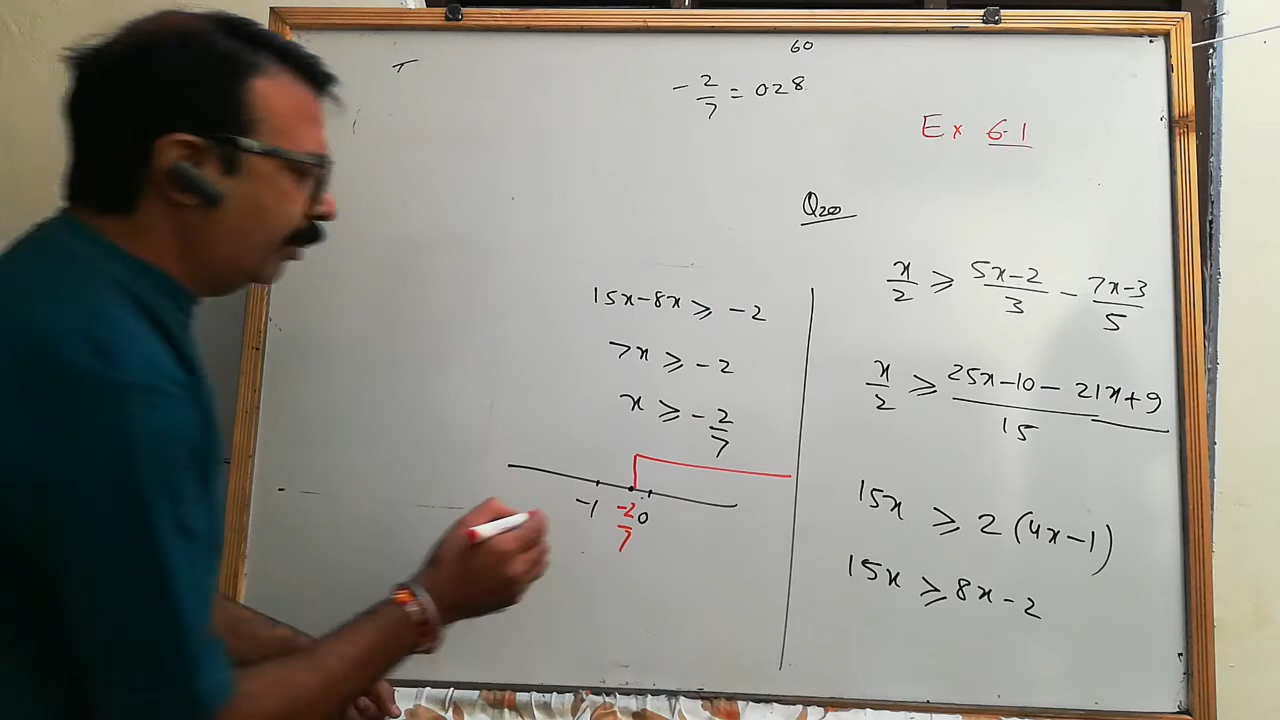 60
- 2/7 = 028
Ex 6.1
Q20
x/2 ⩾ 5x-2/3 - 7x-3/5
x/2 ⩾ 25x-10-21x+9/15
15x ⩾ 2(4x-1)
15x ⩾ 8x-2
15x-8x ⩾ -2
7x ⩾ -2
x ⩾ -2/7
-1 -2/7 0